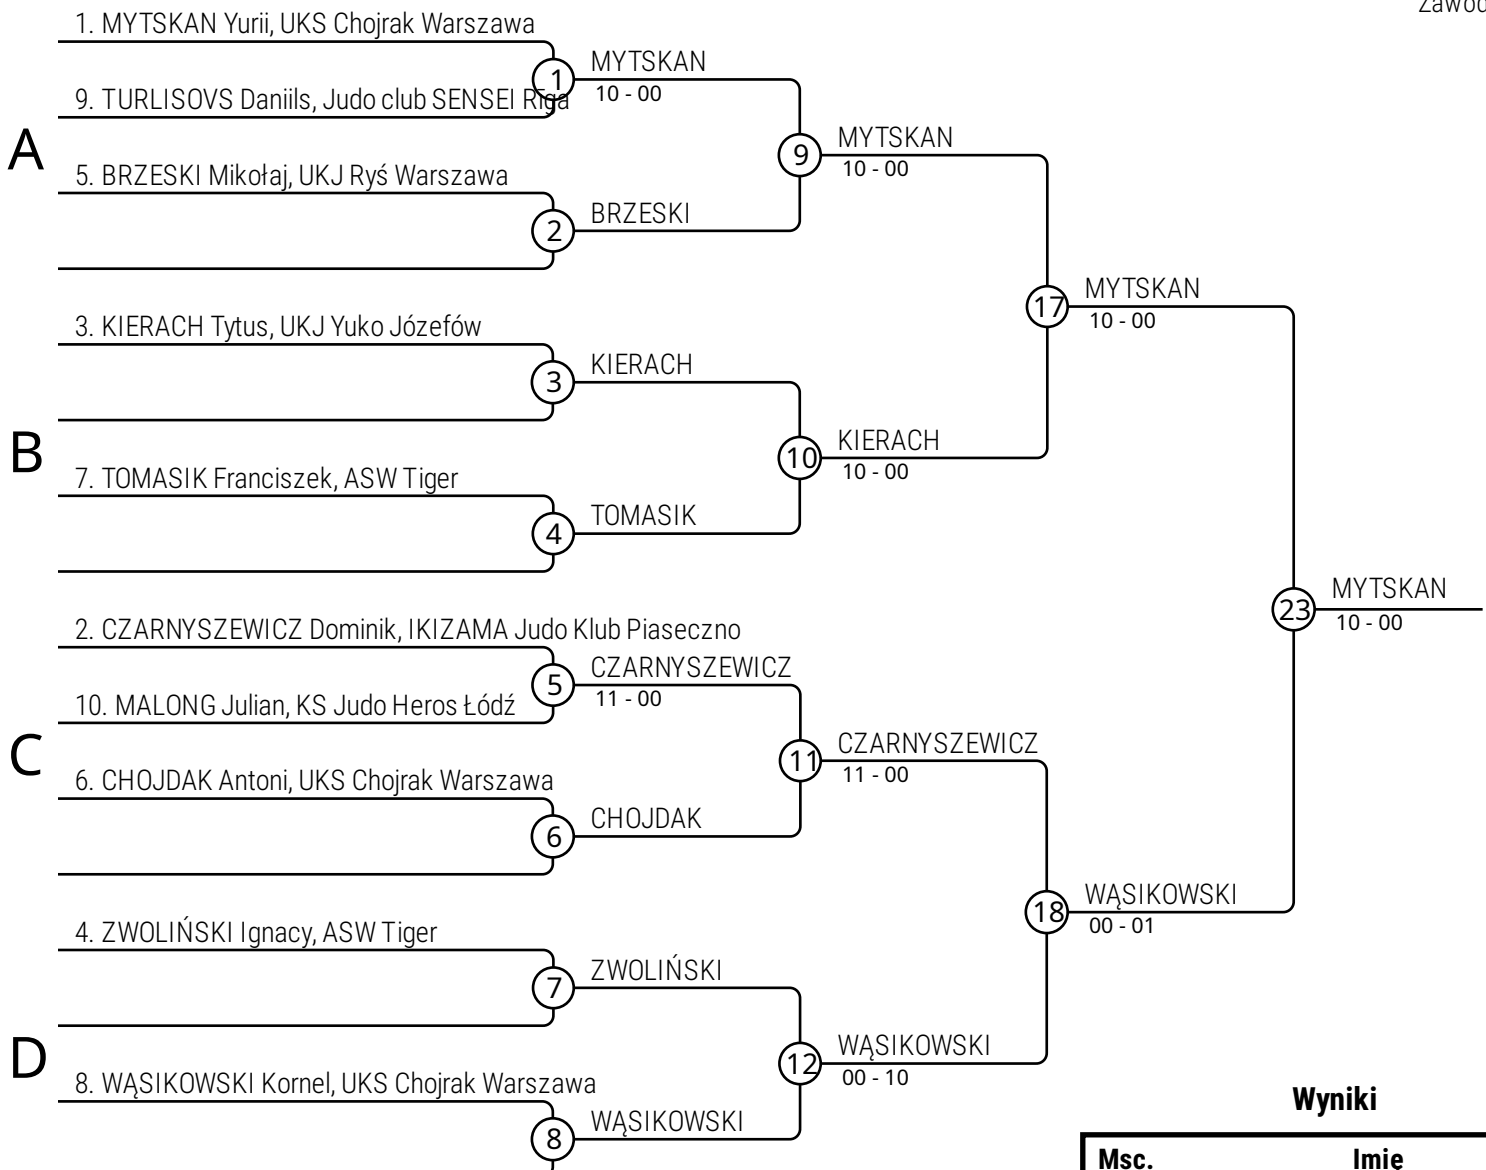 1. MYTSKAN Yurii, UKS Chojrak Warszawa
1
MYTSKAN
10 - 00
9. TURLISOVS Daniils, Judo club SENSEI Rīga
A
9
MYTSKAN
10 - 00
5. BRZESKI Mikołaj, UKJ Ryś Warszawa
2
BRZESKI
17
MYTSKAN
10 - 00
3. KIERACH Tytus, UKJ Yuko Józefów
3
KIERACH
B
10
KIERACH
10 - 00
7. TOMASIK Franciszek, ASW Tiger
4
TOMASIK
23
MYTSKAN
10 - 00
2. CZARNYSZEWICZ Dominik, IKIZAMA Judo Klub Piaseczno
5
CZARNYSZEWICZ
11 - 00
10. MALONG Julian, KS Judo Heros Łódź
C
11
CZARNYSZEWICZ
11 - 00
6. CHOJDAK Antoni, UKS Chojrak Warszawa
6
CHOJDAK
18
WĄSIKOWSKI
00 - 01
4. ZWOLIŃSKI Ignacy, ASW Tiger
7
ZWOLIŃSKI
D
12
WĄSIKOWSKI
00 - 10
8. WĄSIKOWSKI Kornel, UKS Chojrak Warszawa
8
WĄSIKOWSKI
Wyniki
Msc. Imię